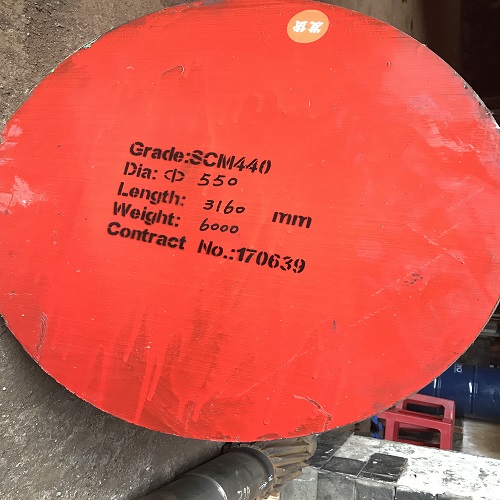 Grade:SCM440
Dia: Φ 550
Length: 3160 mm
Weight: 6000
Contract No.:170639